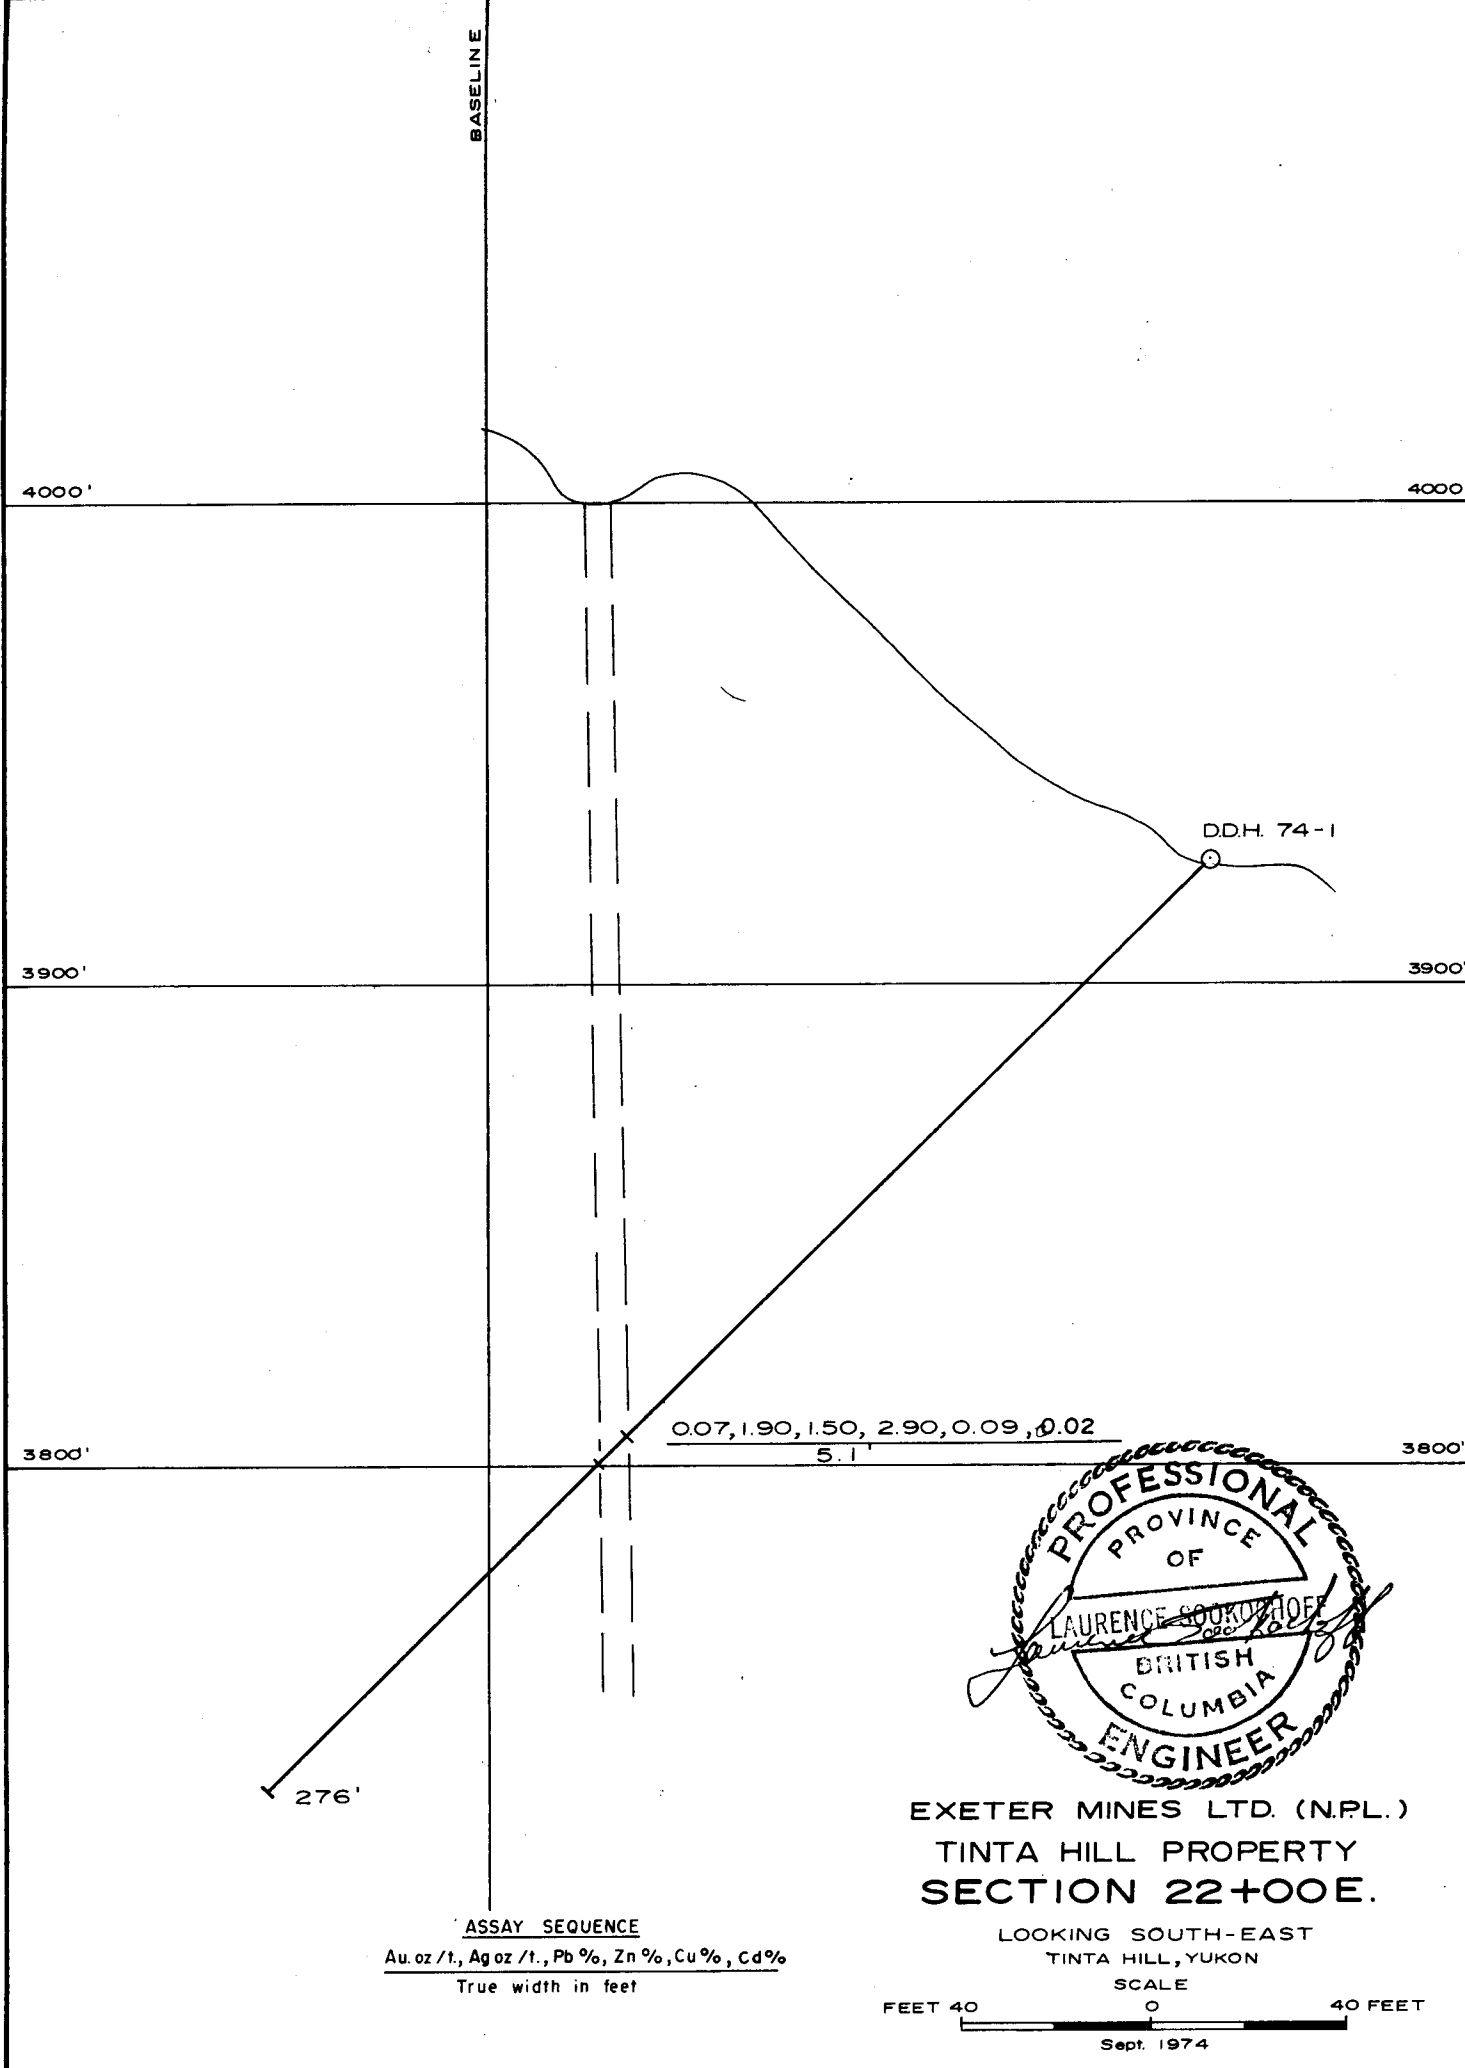 BASELINE
4000'
4000
D.D.H. 74-1
3900'
3900'
0.07, 1.90, 1.50, 2.90, 0.09, 0.02
5.1'
3800'
3800'
PROFESSIONAL
PROVINCE
OF
LAURENCE SOOKOCHOFF
BRITISH
COLUMBIA
ENGINEER
276'
EXETER MINES LTD. (N.P.L.)
TINTA HILL PROPERTY
SECTION 22+00E.
LOOKING SOUTH-EAST
TINTA HILL, YUKON
SCALE
FEET 40 0 40 FEET
Sept. 1974
ASSAY SEQUENCE
Au. oz/t., Ag oz/t., Pb %, Zn %, Cu %, Cd %
True width in feet